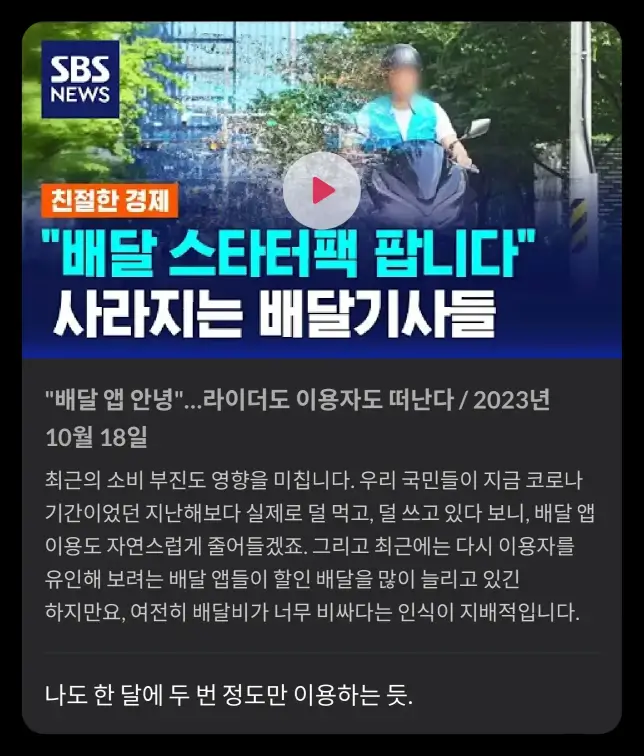 SBS
NEWS
친절한 경제
"배달 스타터팩 팝니다"
사라지는 배달기사들
"배달 앱 안녕"...라이더도 이용자도 떠난다 / 2023년
10월 18일
최근의 소비 부진도 영향을 미칩니다. 우리 국민들이 지금 코로나
기간이었던 지난해보다 실제로 덜 먹고, 덜 쓰고 있다 보니, 배달 앱
이용도 자연스럽게 줄어들겠죠. 그리고 최근에는 다시 이용자를
유인해 보려는 배달 앱들이 할인 배달을 많이 늘리고 있긴
하지만요, 여전히 배달비가 너무 비싸다는 인식이 지배적입니다.
나도 한 달에 두 번 정도만 이용하는 듯.